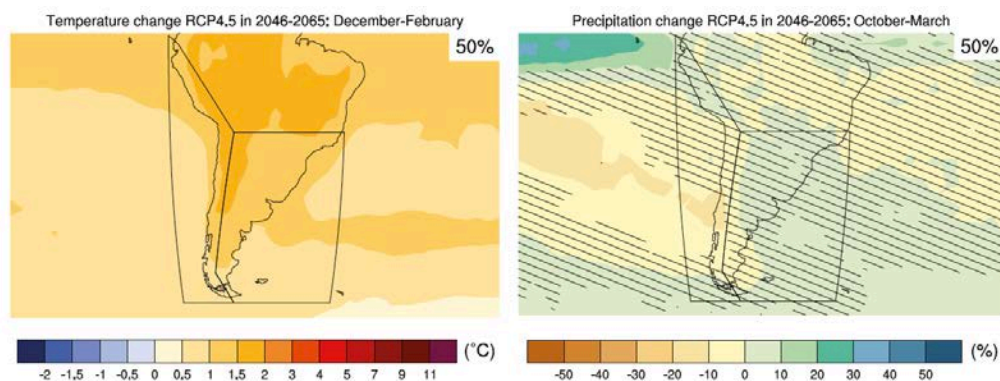 Temperature change RCP4.5 in 2046-2065: December-February
50%
-2 -1.5 -1 -0.5 0 0.5 1 1.5 2 3 4 5 7 9 11
(°C)
Precipitation change RCP4.5 in 2046-2065: October-March
50%
-50 -40 -30 -20 -10 0 10 20 30 40 50
(%)